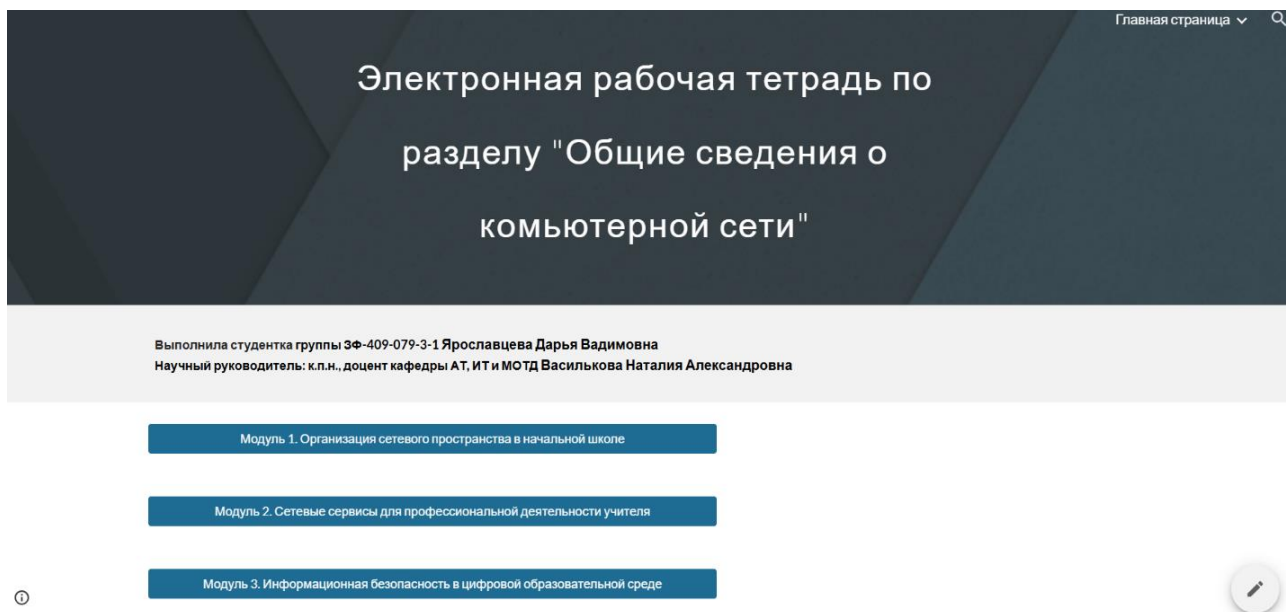 Главная страница
Электронная рабочая тетрадь по
разделу "Общие сведения о
комьютерной сети"
Выполнила студентка группы ЗФ-409-079-3-1 Ярославцева Дарья Вадимовна
Научный руководитель: к.п.н., доцент кафедры АТ, ИТ и МОТД Василькова Наталия Александровна
Модуль 1. Организация сетевого пространства в начальной школе
Модуль 2. Сетевые сервисы для профессиональной деятельности учителя
Модуль 3. Информационная безопасность в цифровой образовательной среде